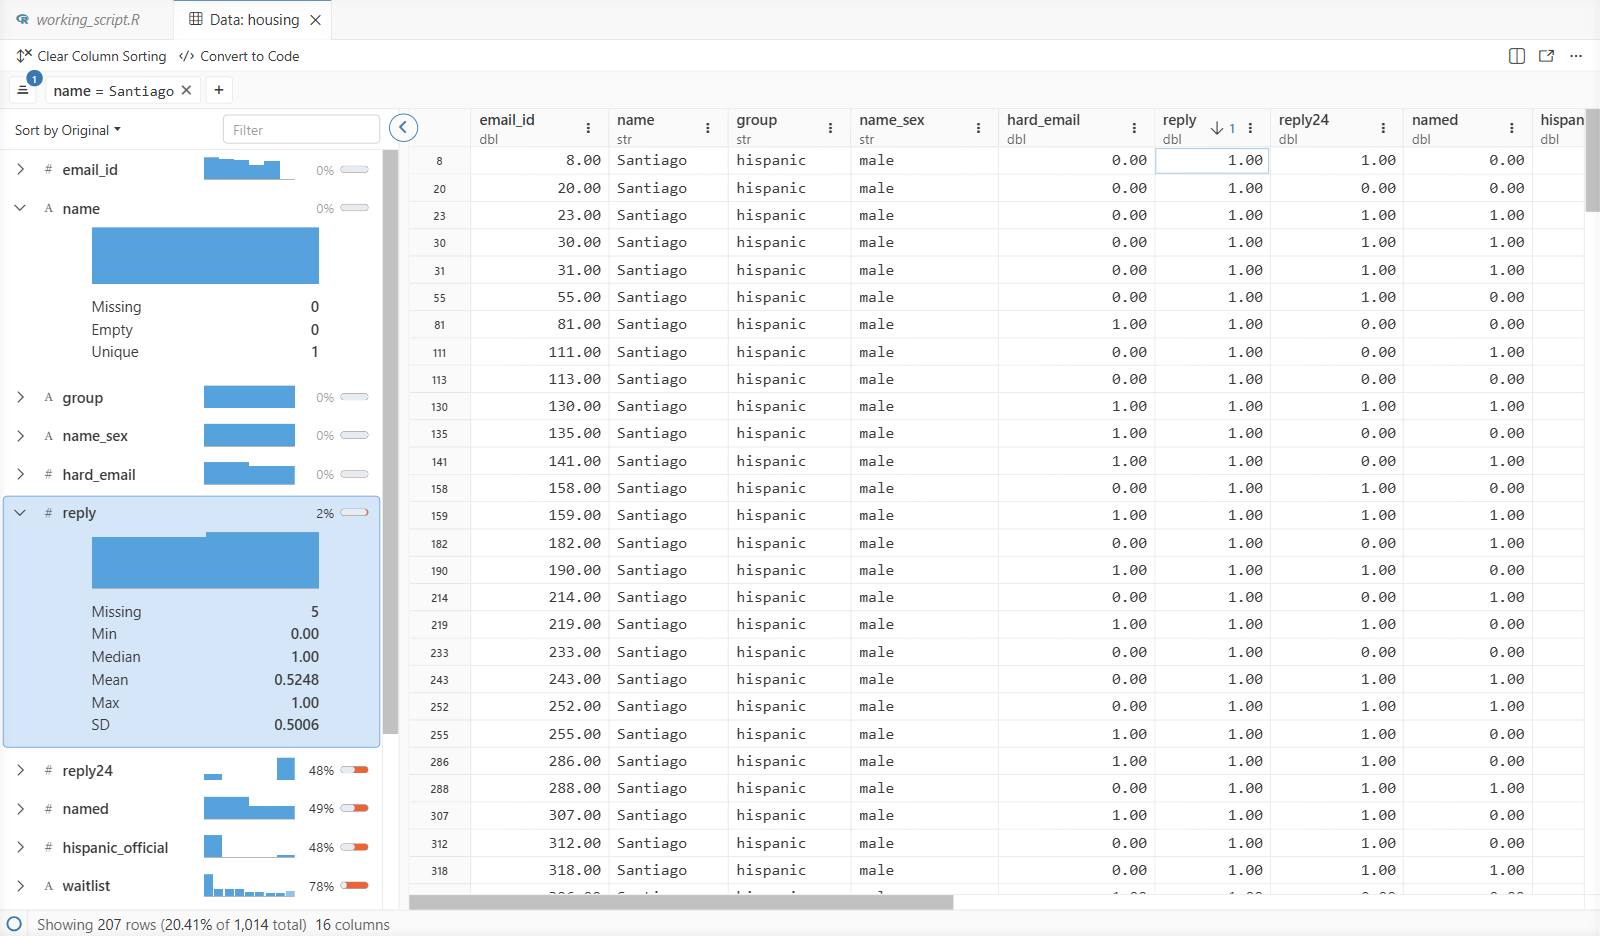 working_script.R
Data: housing
Clear Column Sorting
Convert to Code
1
name = Santiago
+
Sort by Original
Filter
# email_id 0%
A name 0%
Missing 0
Empty 0
Unique 1
A group 0%
A name_sex 0%
# hard_email 0%
# reply 2%
Missing 5
Min 0.00
Median 1.00
Mean 0.5248
Max 1.00
SD 0.5006
# reply24 48%
# named 49%
# hispanic_official 48%
A waitlist 78%
email_id name group name_sex hard_email reply 1 reply24 named hispan
dbl str str str dbl dbl dbl dbl dbl
8 8.00 Santiago hispanic male 0.00 1.00 1.00 0.00
20 20.00 Santiago hispanic male 0.00 1.00 0.00 0.00
23 23.00 Santiago hispanic male 0.00 1.00 1.00 1.00
30 30.00 Santiago hispanic male 0.00 1.00 1.00 1.00
31 31.00 Santiago hispanic male 0.00 1.00 1.00 1.00
55 55.00 Santiago hispanic male 0.00 1.00 1.00 0.00
81 81.00 Santiago hispanic male 1.00 1.00 0.00 0.00
111 111.00 Santiago hispanic male 0.00 1.00 0.00 1.00
113 113.00 Santiago hispanic male 0.00 1.00 0.00 0.00
130 130.00 Santiago hispanic male 1.00 1.00 1.00 1.00
135 135.00 Santiago hispanic male 1.00 1.00 0.00 0.00
141 141.00 Santiago hispanic male 1.00 1.00 0.00 1.00
158 158.00 Santiago hispanic male 1.00 1.00 1.00 0.00
159 159.00 Santiago hispanic male 1.00 1.00 1.00 1.00
182 182.00 Santiago hispanic male 0.00 1.00 0.00 1.00
190 190.00 Santiago hispanic male 1.00 1.00 1.00 0.00
214 214.00 Santiago hispanic male 0.00 1.00 0.00 1.00
219 219.00 Santiago hispanic male 1.00 1.00 1.00 0.00
233 233.00 Santiago hispanic male 0.00 1.00 0.00 0.00
243 243.00 Santiago hispanic male 0.00 1.00 1.00 1.00
252 252.00 Santiago hispanic male 0.00 1.00 1.00 1.00
255 255.00 Santiago hispanic male 1.00 1.00 1.00 0.00
286 286.00 Santiago hispanic male 1.00 1.00 1.00 0.00
288 288.00 Santiago hispanic male 0.00 1.00 1.00 1.00
307 307.00 Santiago hispanic male 1.00 1.00 1.00 0.00
312 312.00 Santiago hispanic male 0.00 1.00 1.00 0.00
318 318.00 Santiago hispanic male 0.00 1.00 0.00 1.00
Showing 207 rows (20.41% of 1,014 total) 16 columns